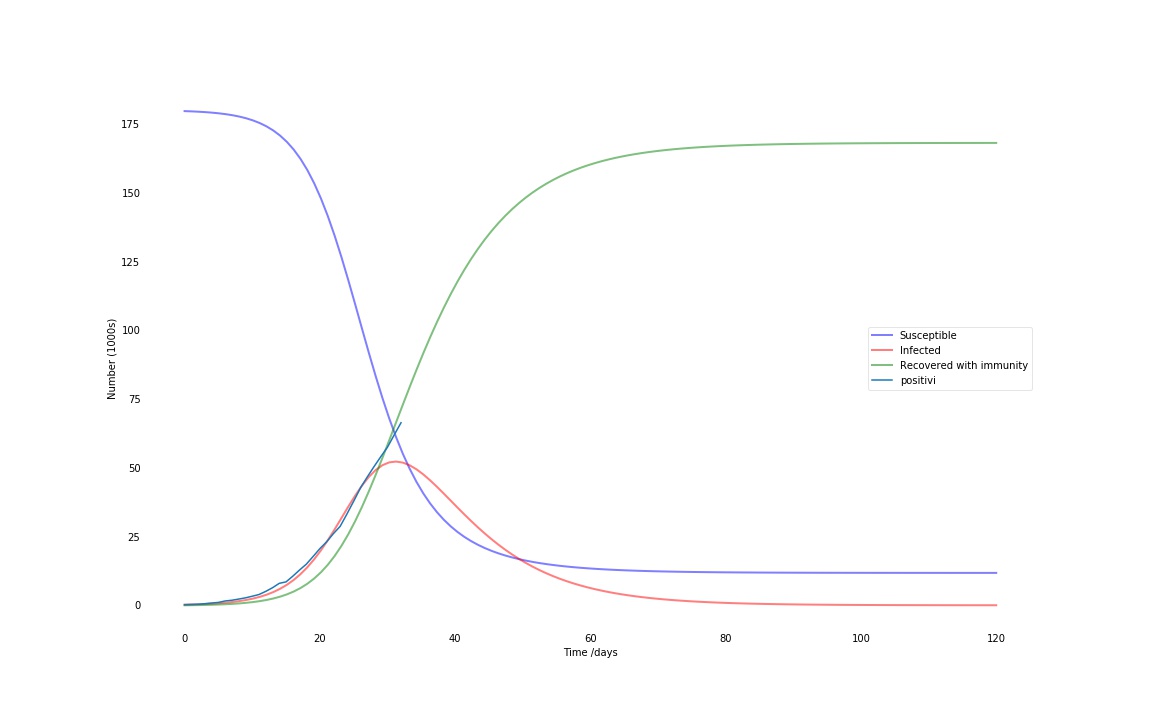 175
150
125
100
75
50
25
0
Number (1000s)
0 20 40 60 80 100 120
Time /days
Susceptible
Infected
Recovered with immunity
positivi